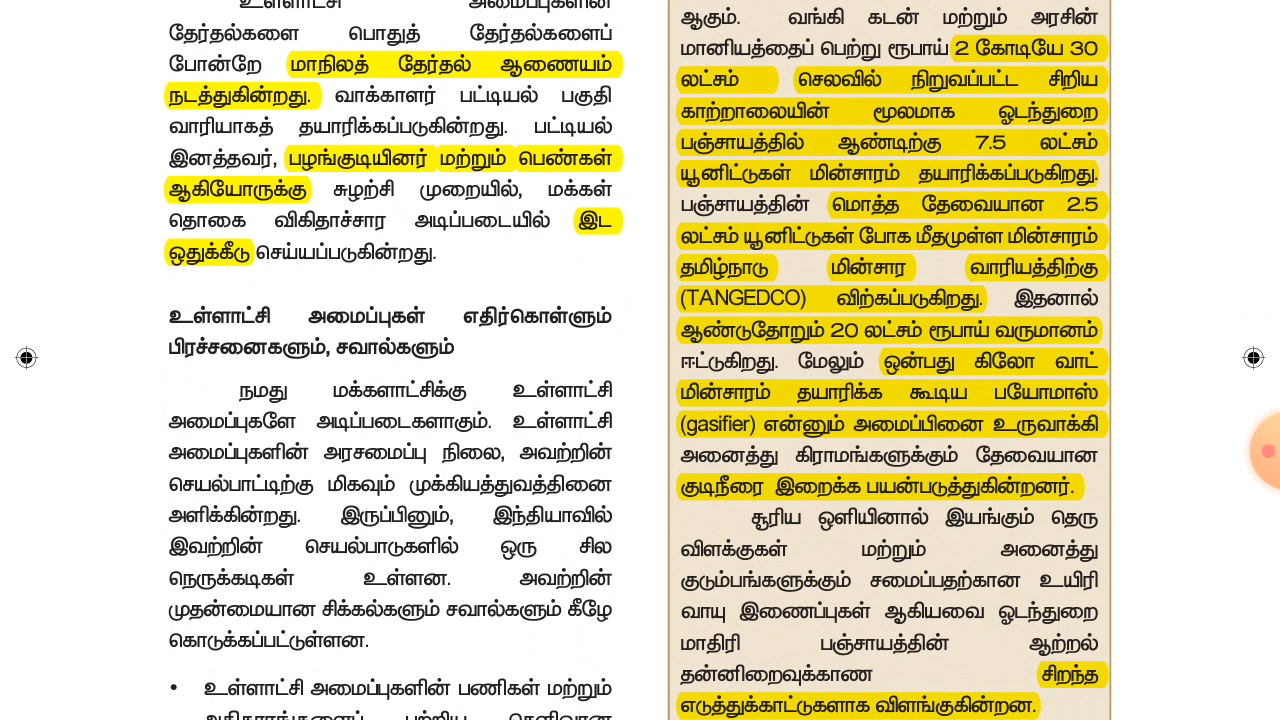 உள்ளாட்சி அமைப்புகளின்
தேர்தல்களை பொதுத் தேர்தல்களைப்
போன்றே மாநிலத் தேர்தல் ஆணையம்
நடத்துகின்றது. வாக்காளர் பட்டியல் பகுதி
வாரியாகத் தயாரிக்கப்படுகின்றது. பட்டியல்
இனத்தவர், பழங்குடியினர் மற்றும் பெண்கள்
ஆகியோருக்கு சுழற்சி முறையில், மக்கள்
தொகை விகிதாச்சார அடிப்படையில் இட
ஒதுக்கீடு செய்யப்படுகின்றது.
உள்ளாட்சி அமைப்புகள் எதிர்கொள்ளும்
பிரச்சனைகளும், சவால்களும்
நமது மக்களாட்சிக்கு உள்ளாட்சி
அமைப்புகளே அடிப்படைகளாகும். உள்ளாட்சி
அமைப்புகளின் அரசமைப்பு நிலை, அவற்றின்
செயல்பாட்டிற்கு மிகவும் முக்கியத்துவத்தினை
அளிக்கின்றது. இருப்பினும், இந்தியாவில்
இவற்றின் செயல்பாடுகளில் ஒரு சில
நெருக்கடிகள் உள்ளன. அவற்றின்
முதன்மையான சிக்கல்களும் சவால்களும் கீழே
கொடுக்கப்பட்டுள்ளன.
• உள்ளாட்சி அமைப்புகளின் பணிகள் மற்றும்
அதிகாரங்களைப் பற்றிய தெளிவான
ஆகும். வங்கி கடன் மற்றும் அரசின்
மானியத்தைப் பெற்று ரூபாய் 2 கோடியே 30
லட்சம் செலவில் நிறுவப்பட்ட சிறிய
காற்றாலையின் மூலமாக ஓடந்துறை
பஞ்சாயத்தில் ஆண்டிற்கு 7.5 லட்சம்
யூனிட்டுகள் மின்சாரம் தயாரிக்கப்படுகிறது.
பஞ்சாயத்தின் மொத்த தேவையான 2.5
லட்சம் யூனிட்டுகள் போக மீதமுள்ள மின்சாரம்
தமிழ்நாடு மின்சார வாரியத்திற்கு
(TANGEDCO) விற்கப்படுகிறது. இதனால்
ஆண்டுதோறும் 20 லட்சம் ரூபாய் வருமானம்
ஈட்டுகிறது. மேலும் ஒன்பது கிலோ வாட்
மின்சாரம் தயாரிக்க கூடிய பயோமாஸ்
(gasifier) என்னும் அமைப்பினை உருவாக்கி
அனைத்து கிராமங்களுக்கும் தேவையான
குடிநீரை இறைக்க பயன்படுத்துகின்றனர்.
சூரிய ஒளியினால் இயங்கும் தெரு
விளக்குகள் மற்றும் அனைத்து
குடும்பங்களுக்கும் சமைப்பதற்கான உயிரி
வாயு இணைப்புகள் ஆகியவை ஓடந்துறை
மாதிரி பஞ்சாயத்தின் ஆற்றல்
தன்னிறைவுக்காண சிறந்த
எடுத்துக்காட்டுகளாக விளங்குகின்றன.